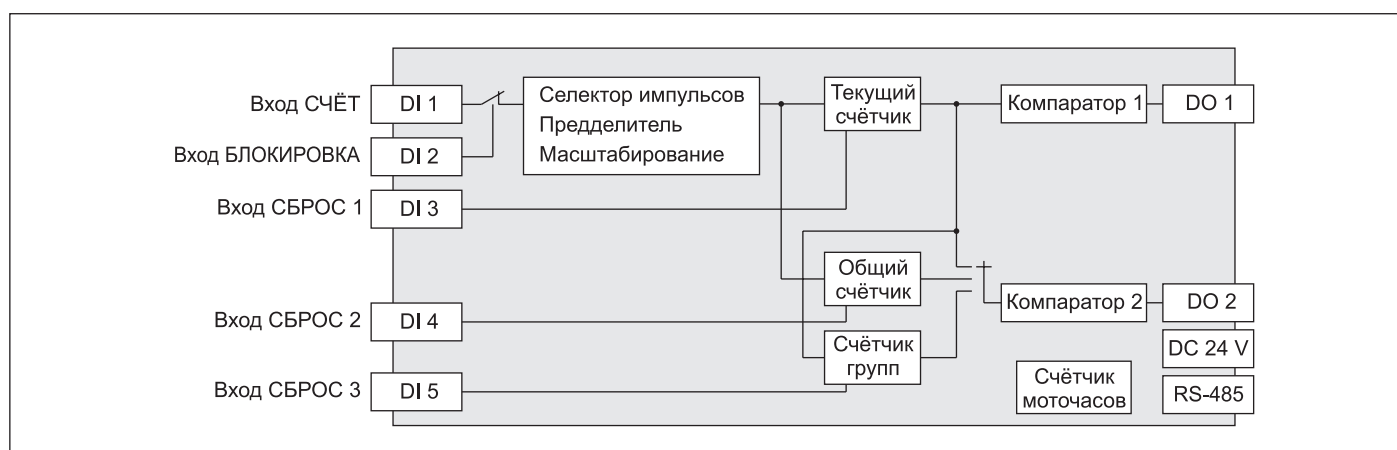 Вход СЧЁТ
DI 1
Селектор импульсов
Предделитель
Масштабирование
Текущий
счётчик
Компаратор 1
DO 1
Вход БЛОКИРОВКА
DI 2
Вход СБРОС 1
DI 3
Общий
счётчик
Компаратор 2
DO 2
Вход СБРОС 2
DI 4
Счётчик
групп
DC 24 V
Вход СБРОС 3
DI 5
Счётчик
моточасов
RS-485